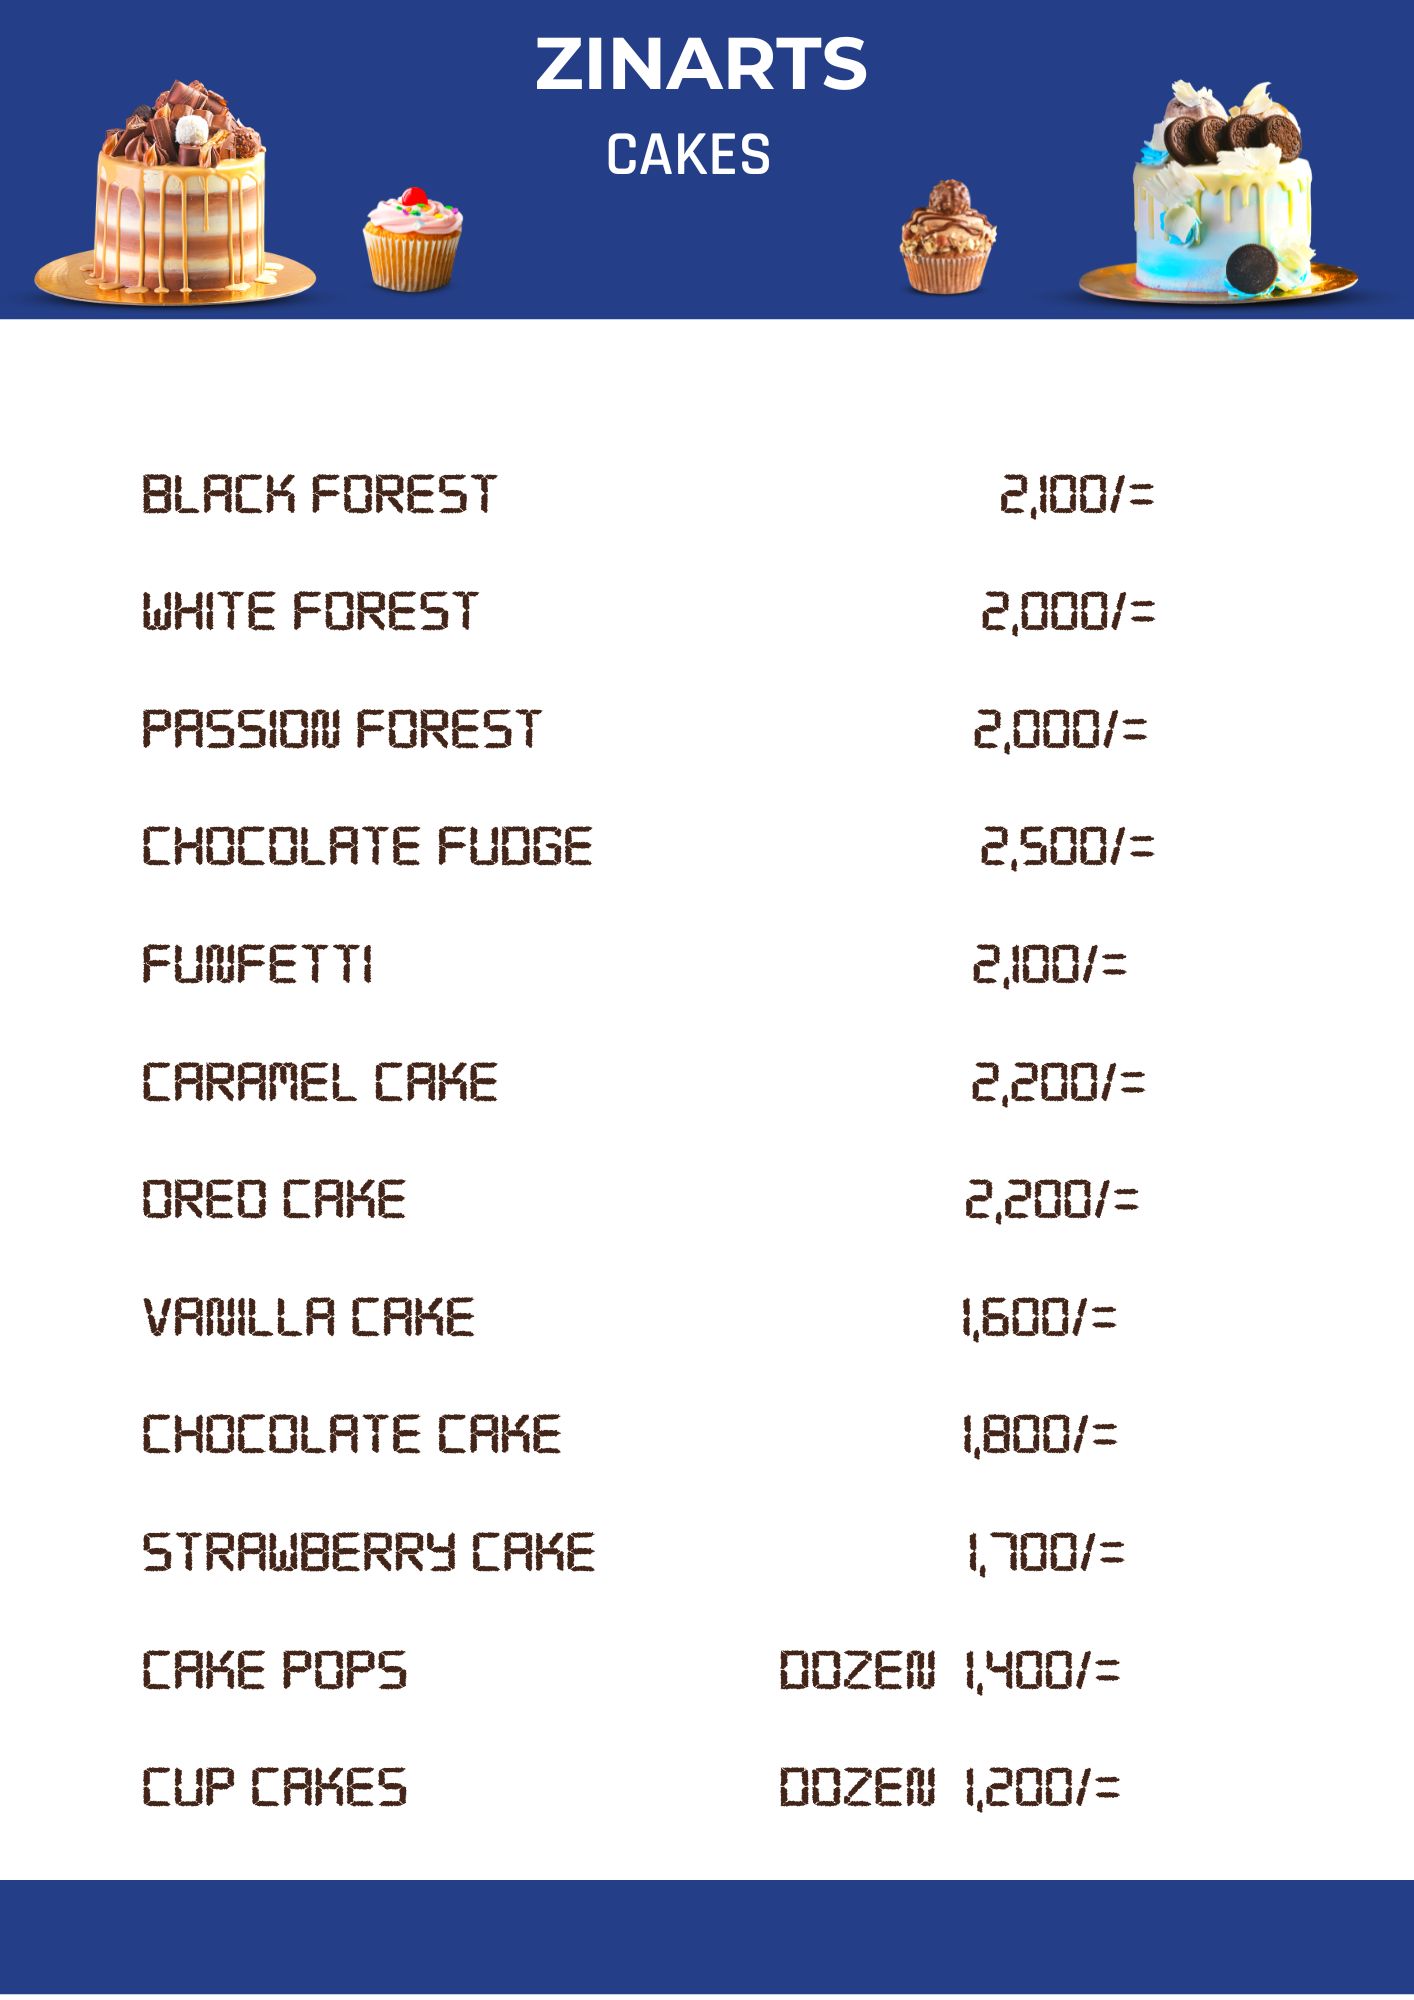 ZINARTS
CAKES
BLACK FOREST 2,100/=
WHITE FOREST 2,000/=
PASSION FOREST 2,000/=
CHOCOLATE FUDGE 2,500/=
FUNFETTI 2,100/=
CARAMEL CAKE 2,200/=
OREO CAKE 2,200/=
VANILLA CAKE 1,600/=
CHOCOLATE CAKE 1,800/=
STRAWBERRY CAKE 1,700/=
CAKE POPS DOZEN 1,400/=
CUP CAKES DOZEN 1,200/=